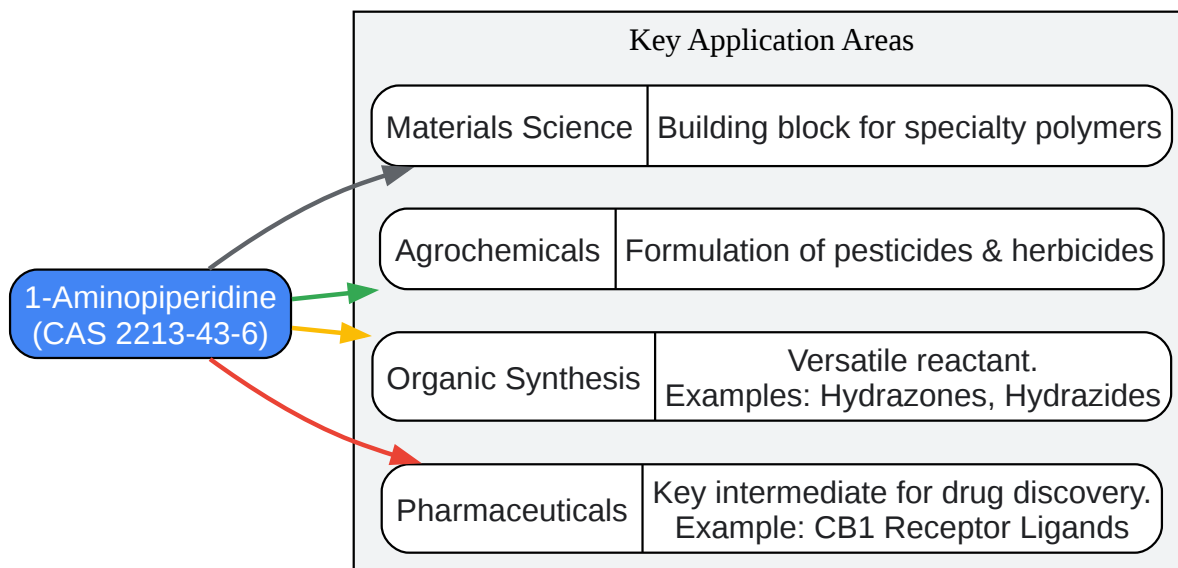 Key Application Areas
Materials Science
Building block for specialty polymers
Agrochemicals
Formulation of pesticides & herbicides
1-Aminopiperidine
(CAS 2213-43-6)
Organic Synthesis
Versatile reactant.
Examples: Hydrazones, Hydrazides
Pharmaceuticals
Key intermediate for drug discovery.
Example: CB1 Receptor Ligands